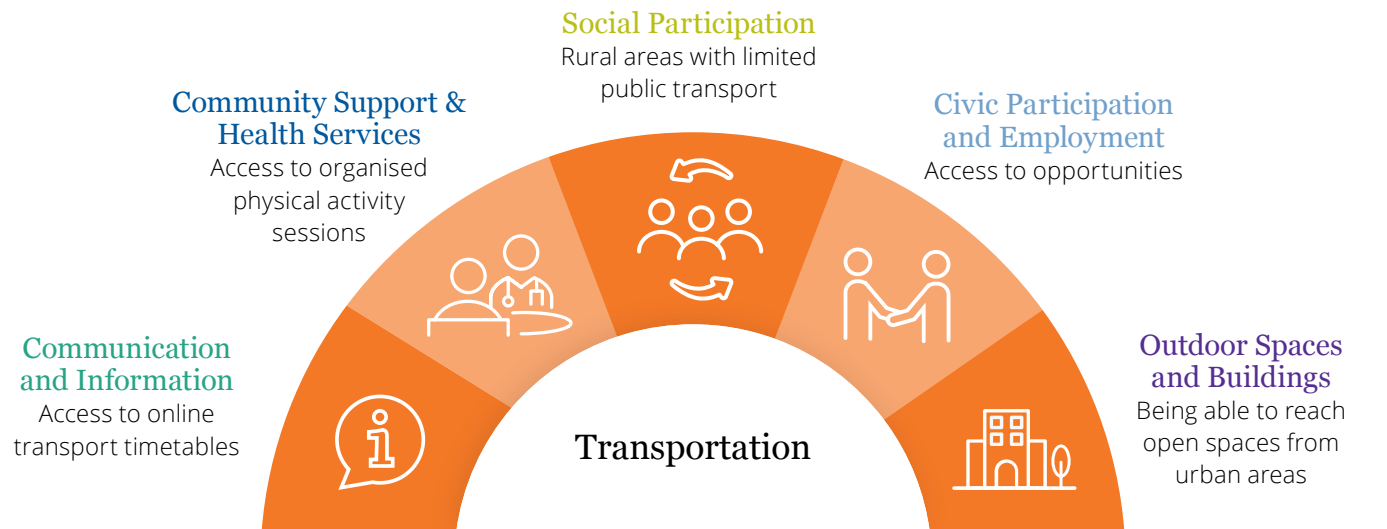 Social Participation
Rural areas with limited
public transport
Community Support &
Health Services
Access to organised
physical activity
sessions
Civic Participation
and Employment
Access to opportunities
Communication
and Information
Access to online
transport timetables
Outdoor Spaces
and Buildings
Being able to reach
open spaces from
urban areas
Transportation